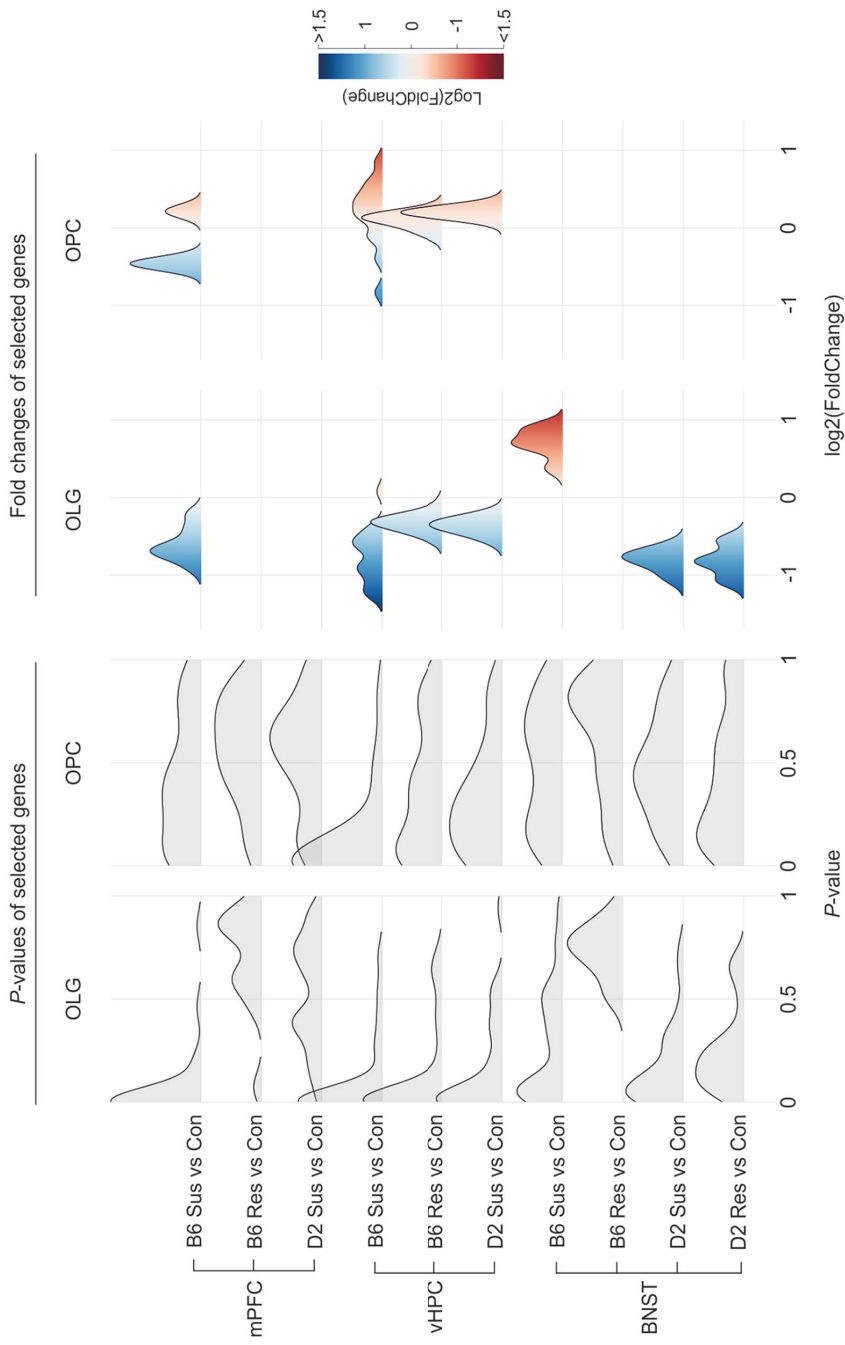 P-values of selected genes
Fold changes of selected genes
OLG
OPC
OLG
OPC
mPFC
B6 Sus vs Con
B6 Res vs Con
D2 Sus vs Con
vHPC
B6 Sus vs Con
B6 Res vs Con
D2 Sus vs Con
BNST
B6 Sus vs Con
B6 Res vs Con
D2 Sus vs Con
D2 Res vs Con
0 0.5 1
0 0.5 1
-1 0 1
-1 0 1
P-value
log2(FoldChange)
Log2(FoldChange)
>1.5
1
0
-1
<1.5